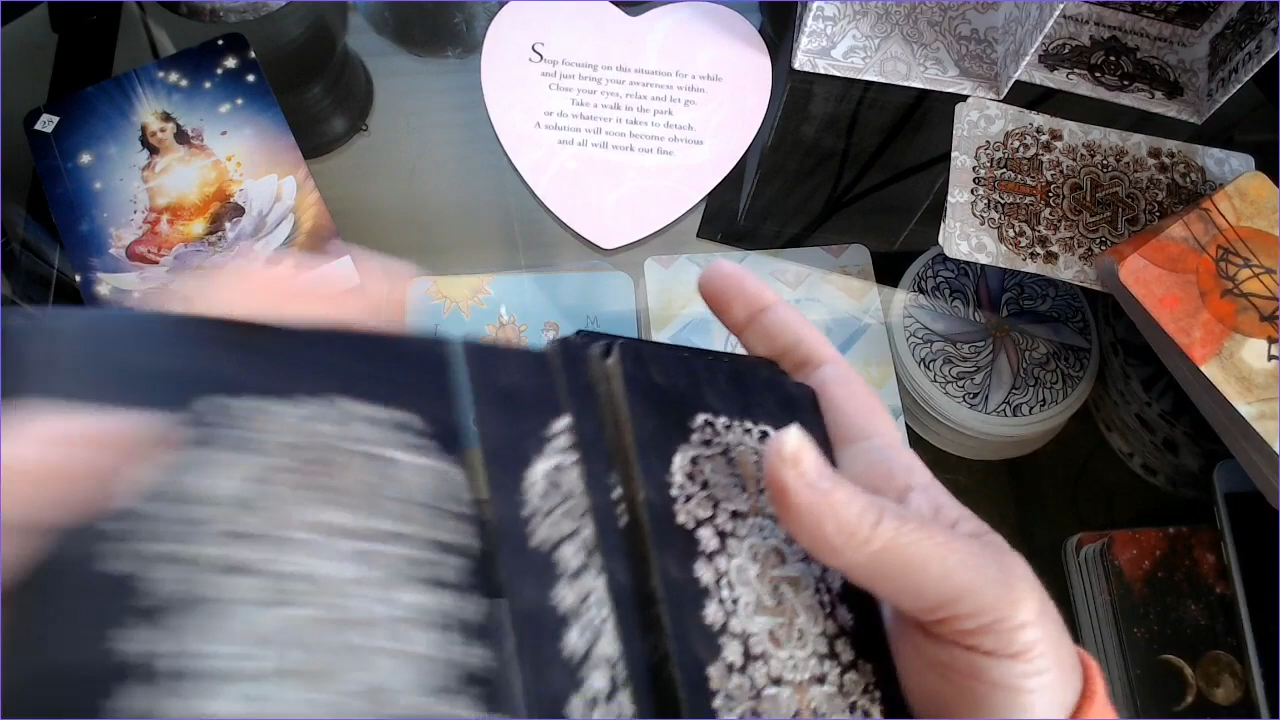 Stop focusing on this situation for a while
and just bring your awareness within.
Close your eyes, relax and let go.
Take a walk in the park
or do whatever it takes to detach.
A solution will soon become obvious
and all will work out fine.
28
M